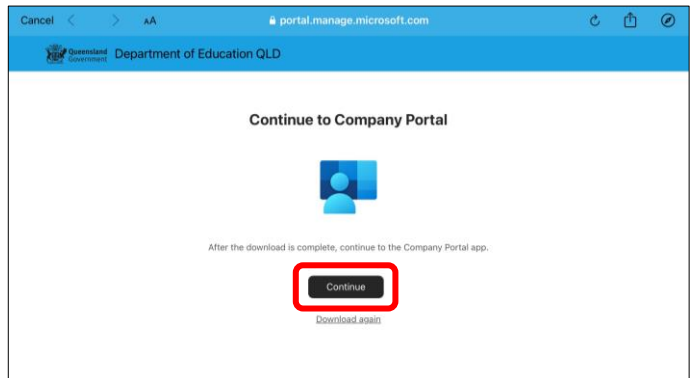 Cancel AA portal.manage.microsoft.com
Queensland Government Department of Education QLD
Continue to Company Portal
After the download is complete, continue to the Company Portal app.
Continue
Download again